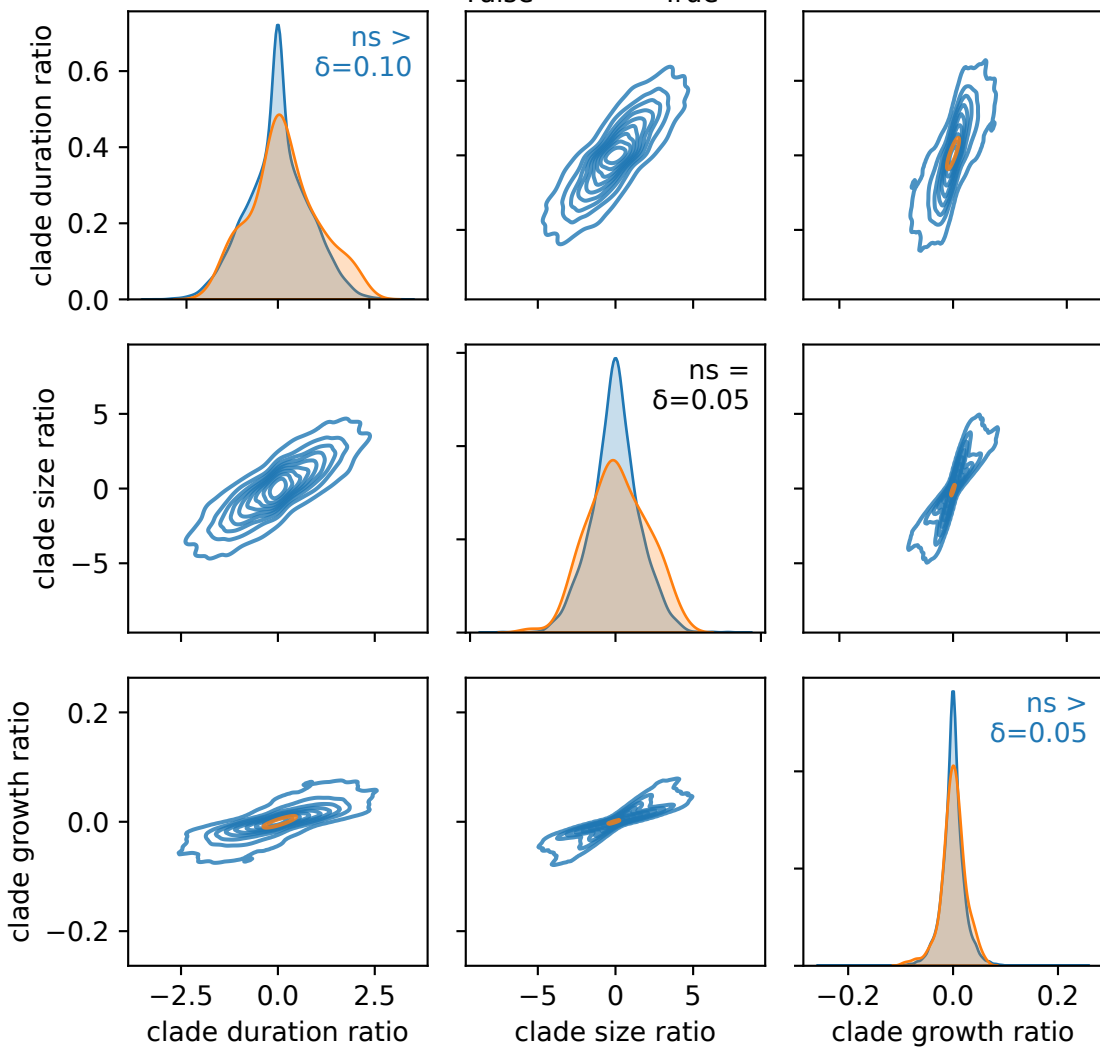 ns >
δ=0.10
clade duration ratio
0.6
0.4
0.2
0.0
ns =
δ=0.05
clade size ratio
5
0
−5
ns >
δ=0.05
clade growth ratio
0.2
0.0
−0.2
−2.5 0.0 2.5
−5 0 5
−0.2 0.0 0.2
clade duration ratio
clade size ratio
clade growth ratio